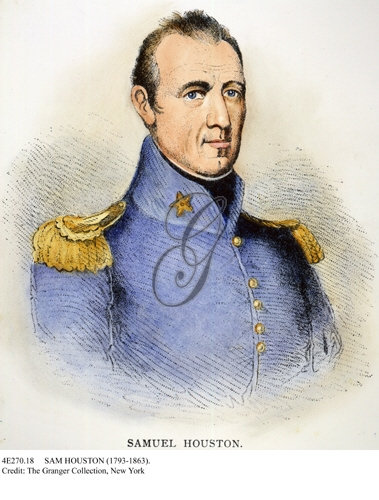 G
SAMUEL HOUSTON.
4E270.18 SAM HOUSTON (1793-1863).
Credit: The Granger Collection, New York